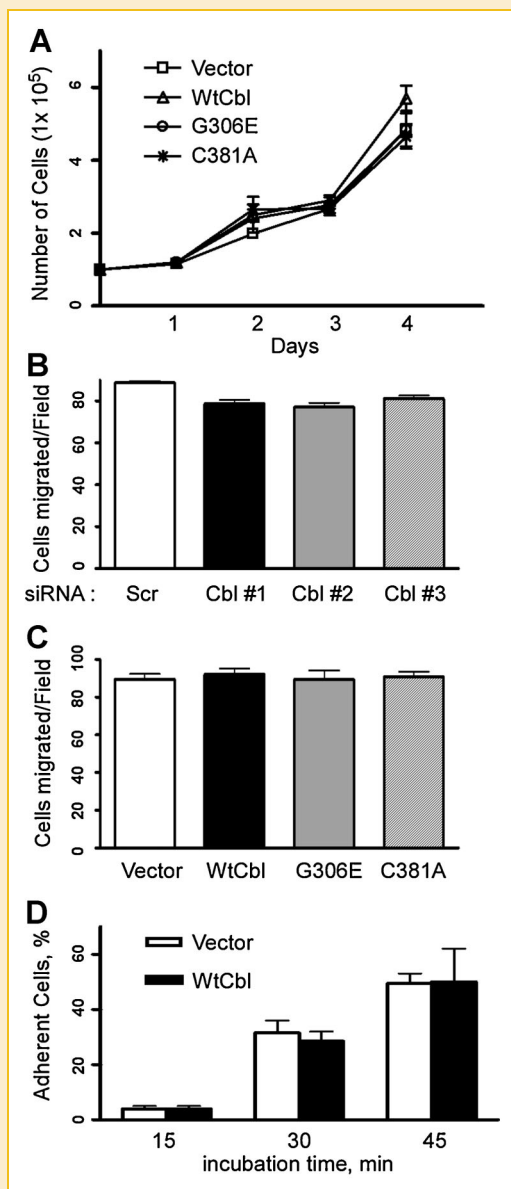 A
Number of Cells (1x 10⁵)
6
4
2
0
Vector
WtCbl
G306E
C381A
1 2 3 4
Days
B
Cells migrated/Field
80
60
40
20
0
siRNA : Scr Cbl #1 Cbl #2 Cbl #3
C
Cells migrated/Field
100
80
60
40
20
0
Vector WtCbl G306E C381A
D
Adherent Cells, %
60
40
20
0
Vector
WtCbl
15 30 45
incubation time, min